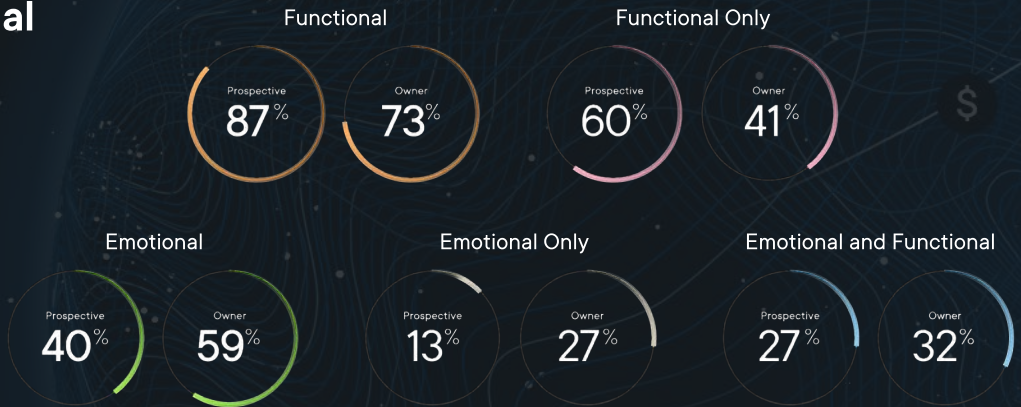 al
Functional
Prospective
87%
Owner
73%
Functional Only
Prospective
60%
Owner
41%
$
Emotional
Prospective
40%
Owner
59%
Emotional Only
Prospective
13%
Owner
27%
Emotional and Functional
Prospective
27%
Owner
32%